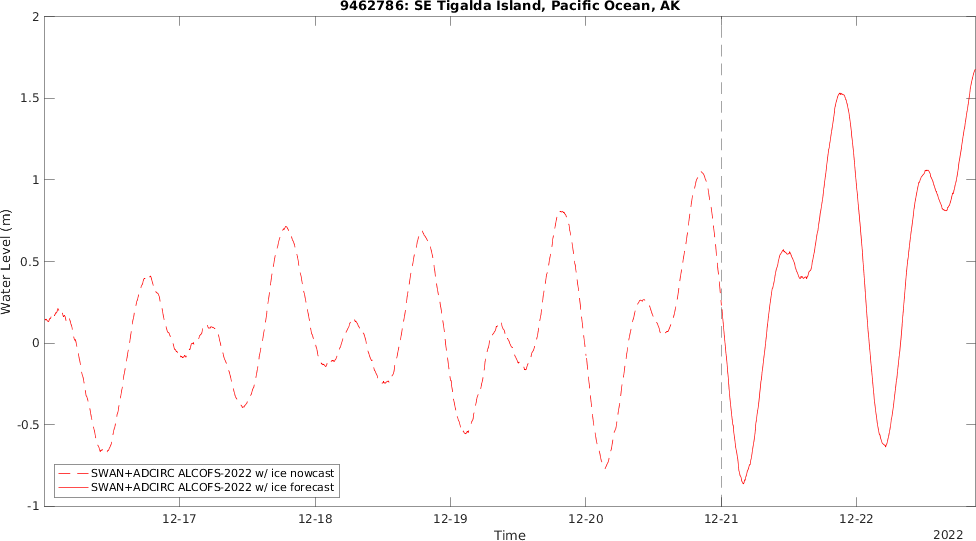 9462786: SE Tigalda Island, Pacific Ocean, AK
2
1.5
1
0.5
0
-0.5
-1
Water Level (m)
SWAN+ADCIRC ALCOFS-2022 w/ ice nowcast
SWAN+ADCIRC ALCOFS-2022 w/ ice forecast
12-17 12-18 12-19 12-20 12-21 12-22
Time
2022